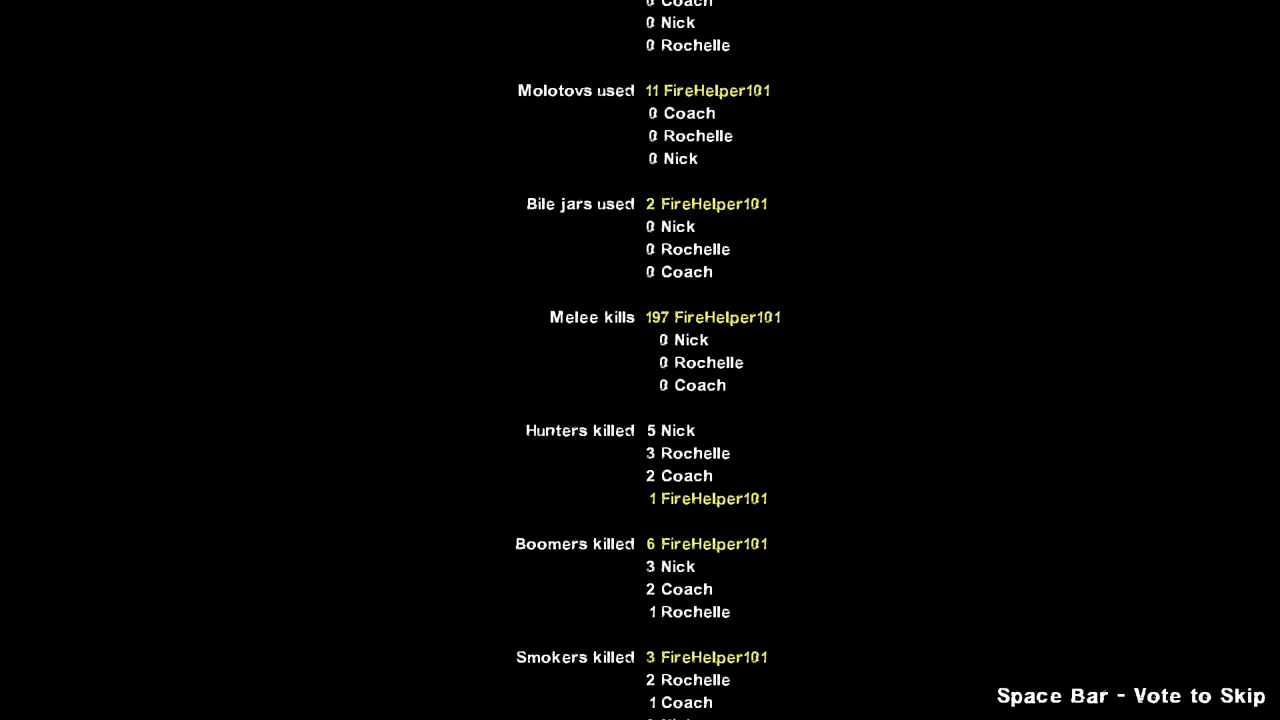 0 Coach
0 Nick
0 Rochelle
Molotovs used 11 FireHelper101
0 Coach
0 Rochelle
0 Nick
Bile jars used 2 FireHelper101
0 Nick
0 Rochelle
0 Coach
Melee kills 197 FireHelper101
0 Nick
0 Rochelle
0 Coach
Hunters killed 5 Nick
3 Rochelle
2 Coach
1 FireHelper101
Boomers killed 6 FireHelper101
3 Nick
2 Coach
1 Rochelle
Smokers killed 3 FireHelper101
2 Rochelle
1 Coach
Space Bar - Vote to Skip